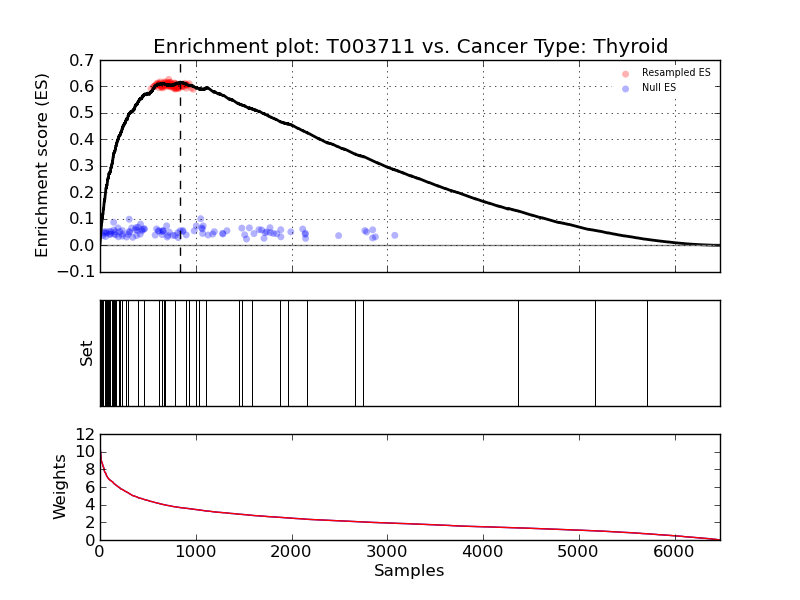 Enrichment plot: T003711 vs. Cancer Type: Thyroid
Enrichment score (ES)
0.7
0.6
0.5
0.4
0.3
0.2
0.1
0.0
−0.1
Resampled ES
Null ES
Set
Weights
12
10
8
6
4
2
0
0 1000 2000 3000 4000 5000 6000
Samples